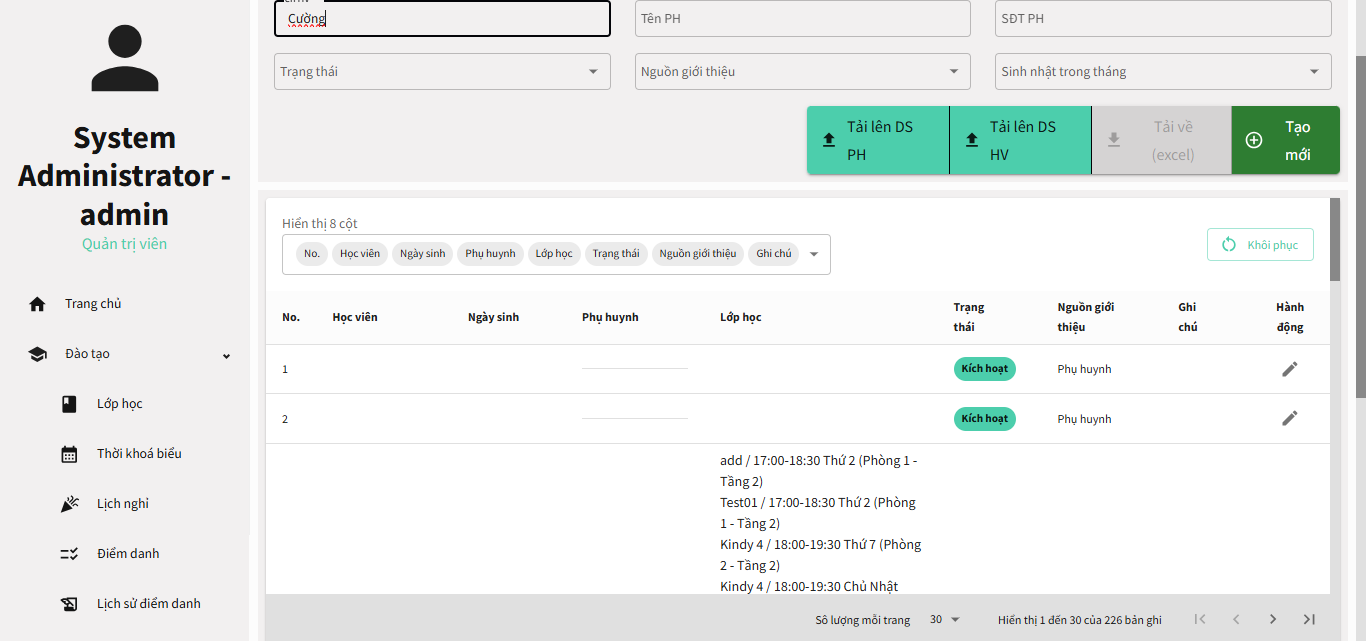 Cường
Tên PH
SĐT PH
Trạng thái
Nguồn giới thiệu
Sinh nhật trong tháng
Tải lên DS
PH
Tải lên DS
HV
Tải về
(excel)
Tạo
mới
System
Administrator -
admin
Quản trị viên
Trang chủ
Đào tạo
Lớp học
Thời khoá biểu
Lịch nghỉ
Điểm danh
Lịch sử điểm danh
Hiển thị 8 cột
No. Học viên Ngày sinh Phụ huynh Lớp học Trạng thái Nguồn giới thiệu Ghi chú
Khôi phục
No. Học viên Ngày sinh Phụ huynh Lớp học Trạng thái Nguồn giới thiệu Ghi chú Hành động
1 Kích hoạt Phụ huynh
2 Kích hoạt Phụ huynh
add / 17:00-18:30 Thứ 2 (Phòng 1 -
Tầng 2)
Test01 / 17:00-18:30 Thứ 2 (Phòng
1 - Tầng 2)
Kindy 4 / 18:00-19:30 Thứ 7 (Phòng
2 - Tầng 2)
Kindy 4 / 18:00-19:30 Chủ Nhật
Số lượng mỗi trang 30 Hiển thị 1 đến 30 của 226 bản ghi